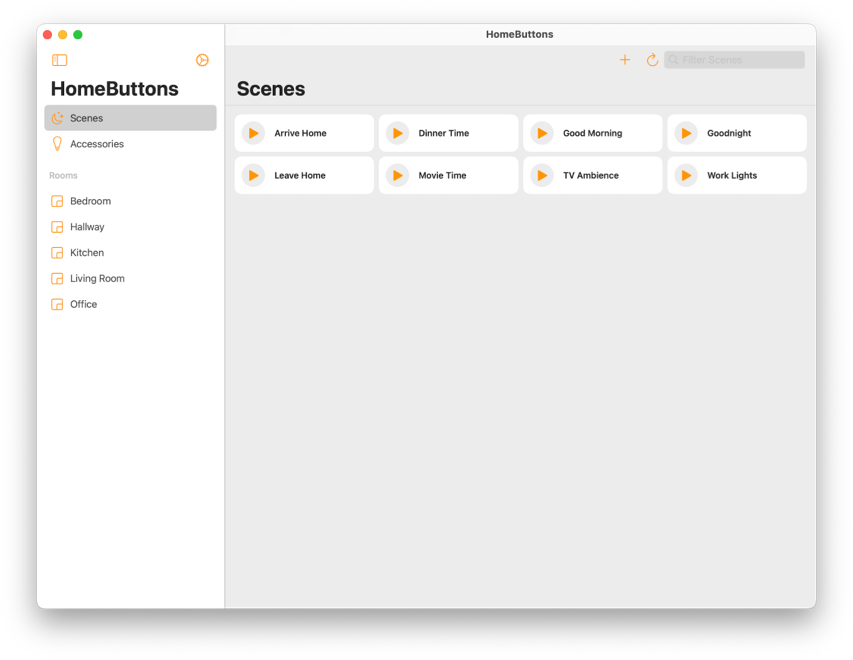 HomeButtons
Filter Scenes
HomeButtons
Scenes
Scenes
Accessories
Rooms
Bedroom
Hallway
Kitchen
Living Room
Office
Arrive Home
Dinner Time
Good Morning
Goodnight
Leave Home
Movie Time
TV Ambience
Work Lights